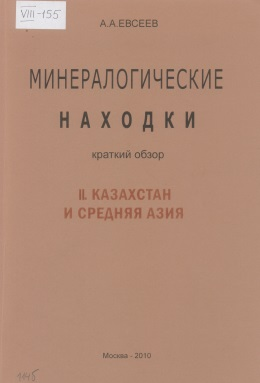 VIII-155
А.А.ЕВСЕЕВ
МИНЕРАЛОГИЧЕСКИЕ
НАХОДКИ
краткий обзор
II. КАЗАХСТАН
И СРЕДНЯЯ АЗИЯ
Москва - 2010